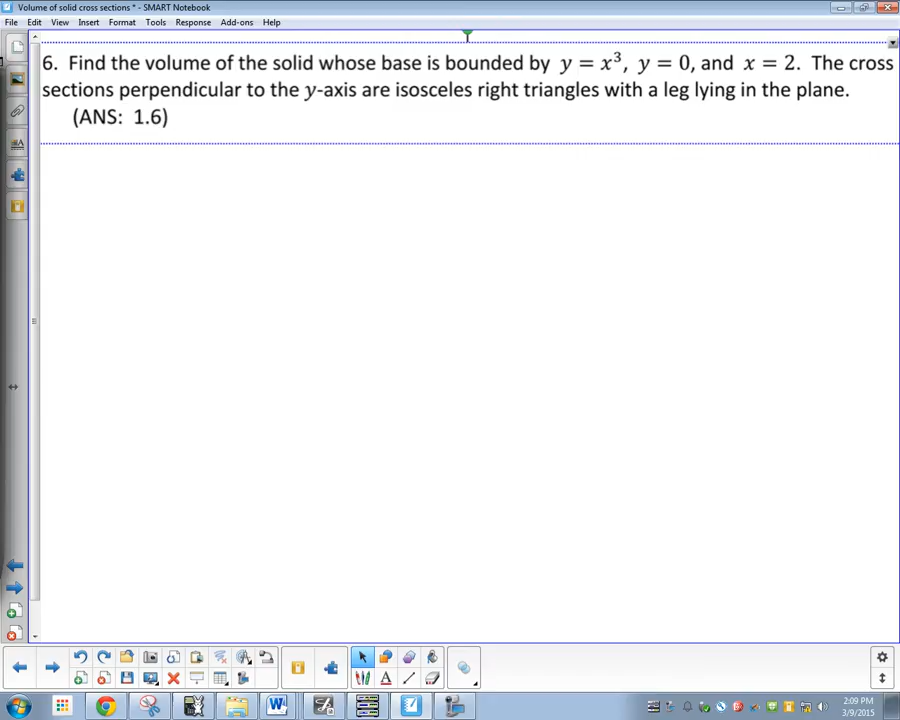 Volume of solid cross sections * - SMART Notebook
File Edit View Insert Format Tools Response Add-ons Help
6. Find the volume of the solid whose base is bounded by y = x³, y = 0, and x = 2. The cross
sections perpendicular to the y-axis are isosceles right triangles with a leg lying in the plane.
(ANS: 1.6)
2:09 PM
3/9/2015